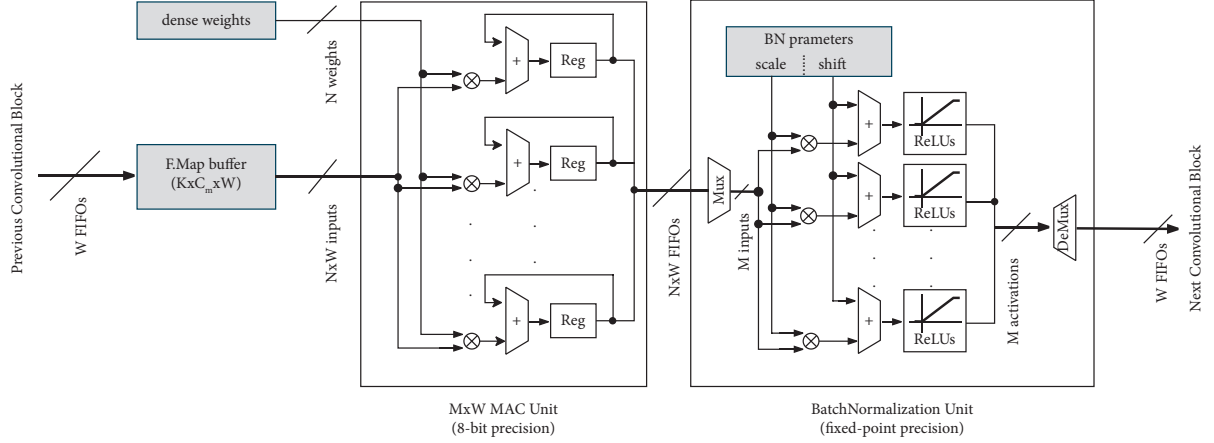 dense weights
N weights
Previous Convolutional Block
W FIFOs
F.Map buffer
(KxCmxW)
NxW inputs
+
Reg
+
Reg
+
Reg
MxW MAC Unit
(8-bit precision)
NxW FIFOs
Mux
M inputs
BN prameters
scale
shift
+
ReLUs
+
ReLUs
+
ReLUs
M activations
DeMux
BatchNormalization Unit
(fixed-point precision)
W FIFOs
Next Convolutional Block